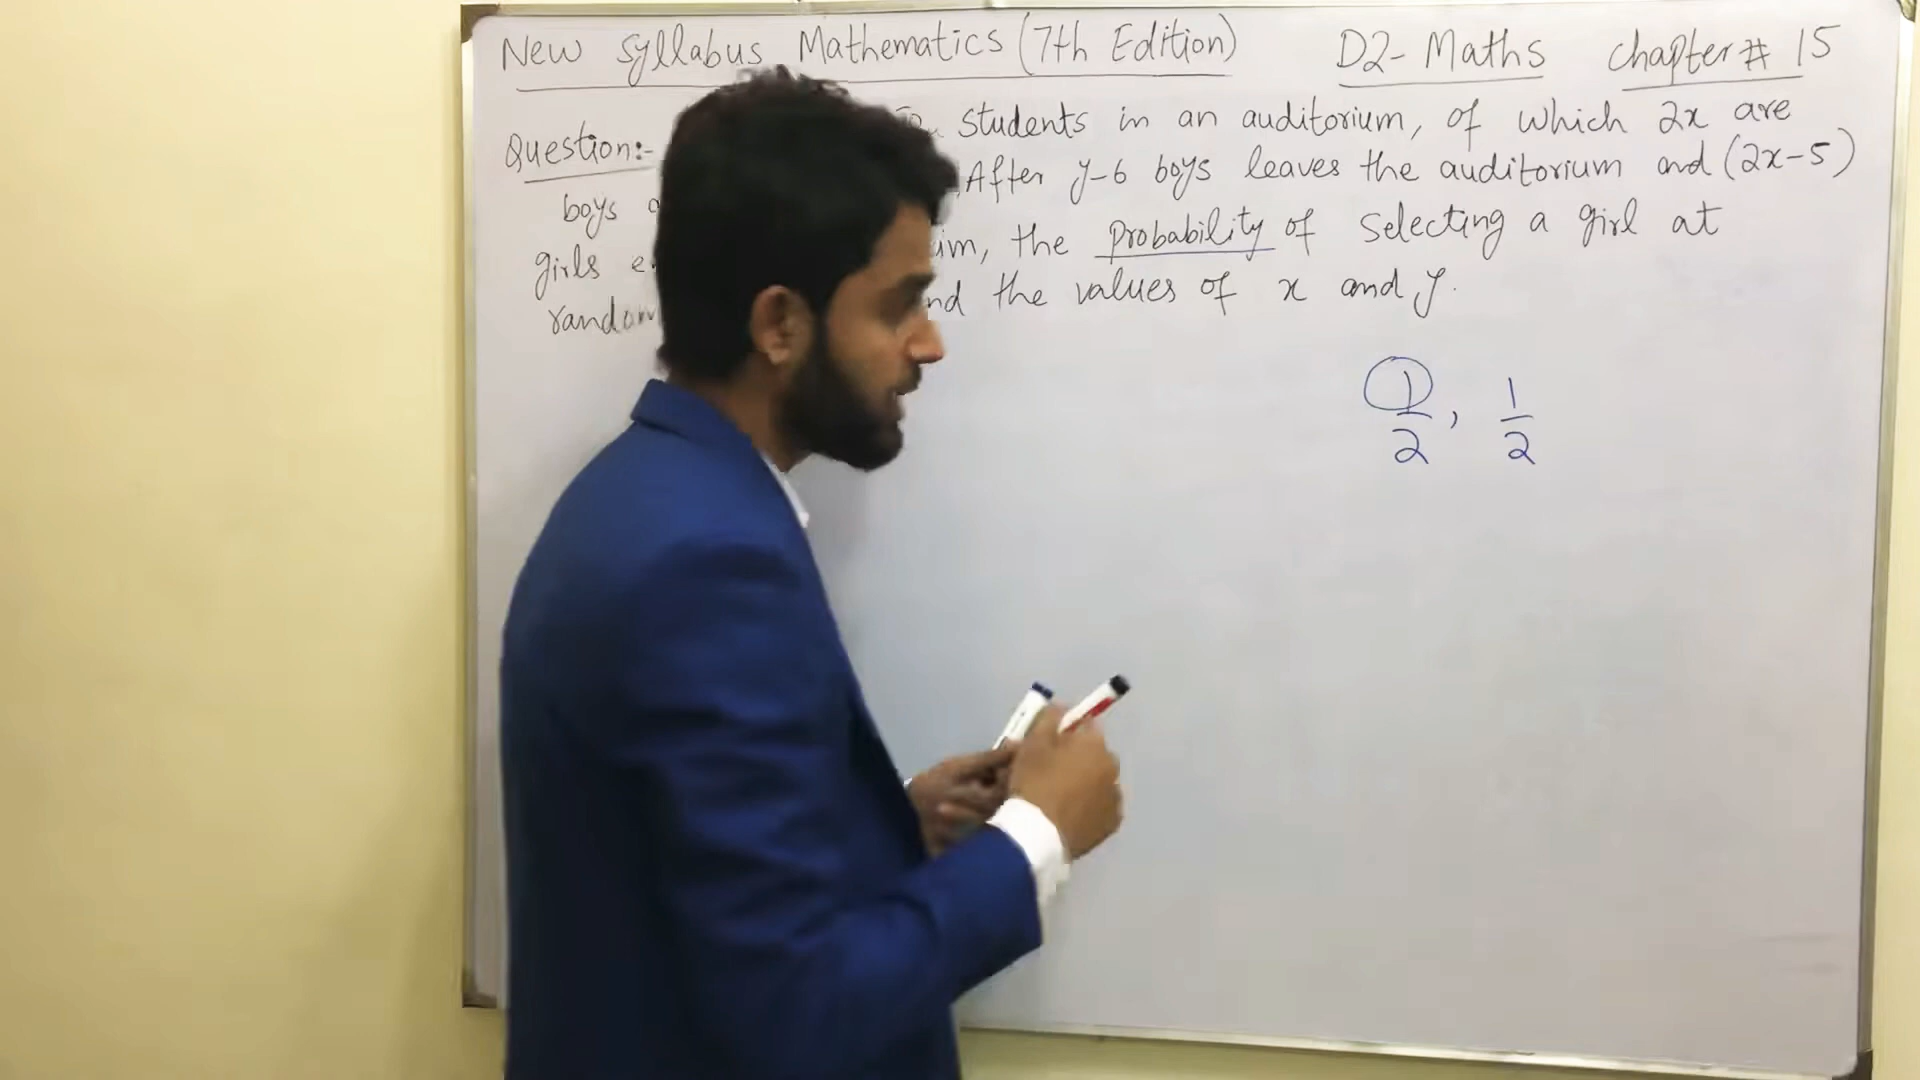 New Syllabus Mathematics (7th Edition) D2-Maths Chapter # 15
Question:- students in an auditorium, of which 2x are
boys After y-6 boys leaves the auditorium and (2x-5)
girls the probability of selecting a girl at
random the values of x and y.
1/2, 1/2